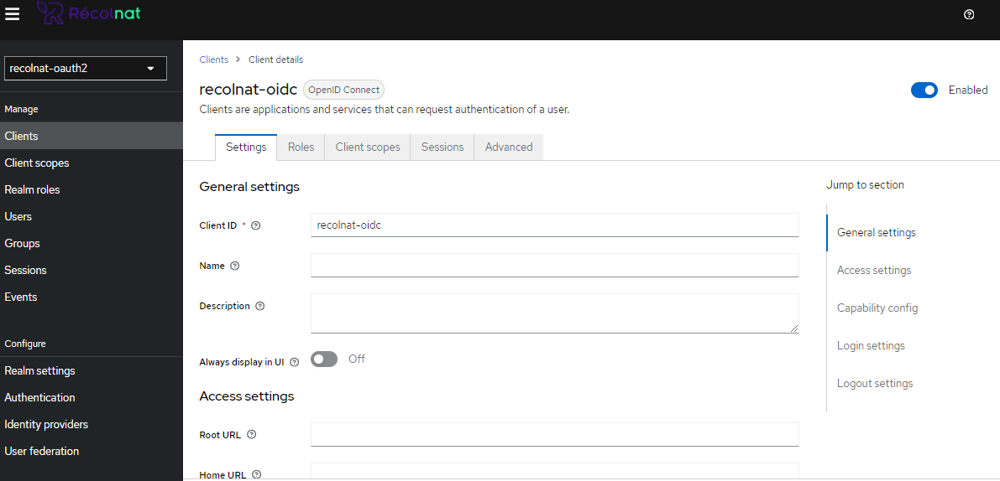 Récolnat
recolnat-oauth2
Manage
Clients
Client scopes
Realm roles
Users
Groups
Sessions
Events
Configure
Realm settings
Authentication
Identity providers
User federation
Clients > Client details
recolnat-oidc OpenID Connect
Enabled
Clients are applications and services that can request authentication of a user.
Settings Roles Client scopes Sessions Advanced
General settings
Client ID * recolnat-oidc
Name
Description
Always display in UI Off
Access settings
Root URL
Home URL
Jump to section
General settings
Access settings
Capability config
Login settings
Logout settings